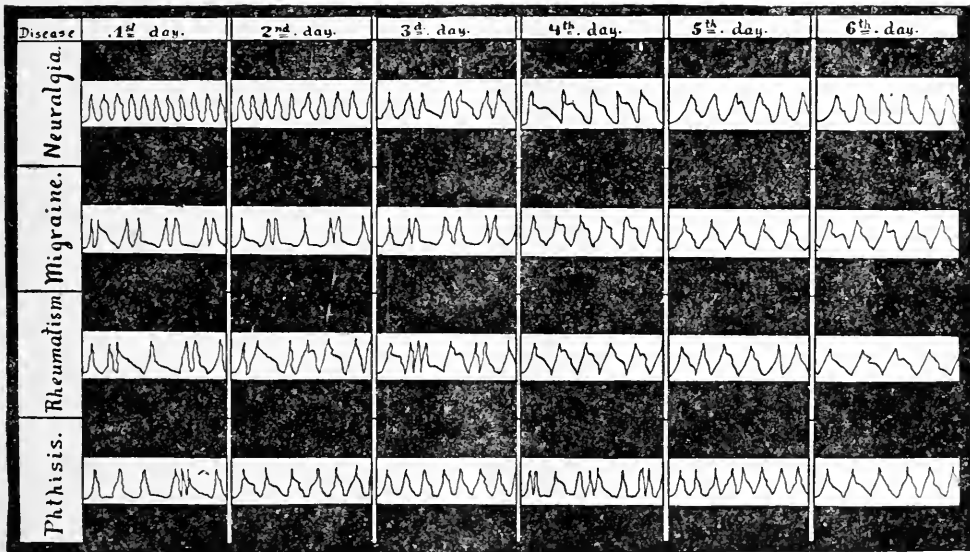 Disease .1st day. 2nd. day. 3d. day. 4th. day. 5th. day. 6th. day.
Neuralgia.
Migraine.
Rheumatism
Phthisis.